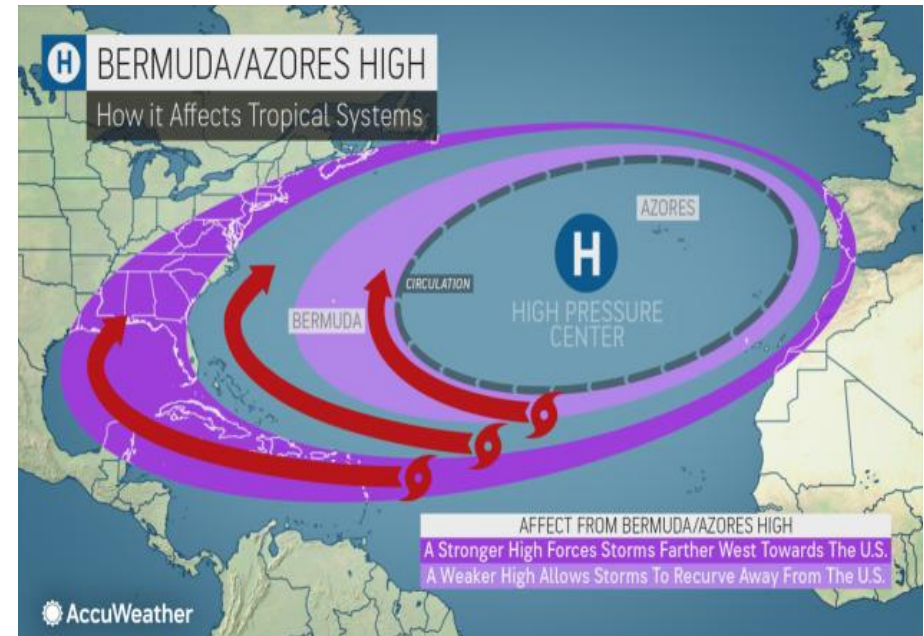 H
BERMUDA/AZORES HIGH
How it Affects Tropical Systems
AZORES
H
CIRCULATION
HIGH PRESSURE
CENTER
BERMUDA
AFFECT FROM BERMUDA/AZORES HIGH
A Stronger High Forces Storms Farther West Towards The U.S.
A Weaker High Allows Storms To Recurve Away From The U.S.
AccuWeather